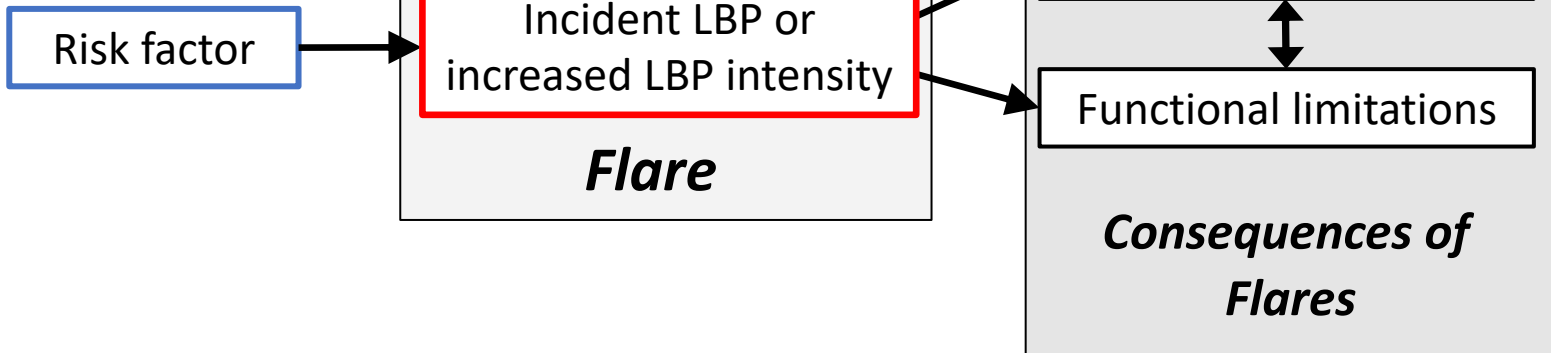 Risk factor
Incident LBP or
increased LBP intensity
Flare
Functional limitations
Consequences of
Flares